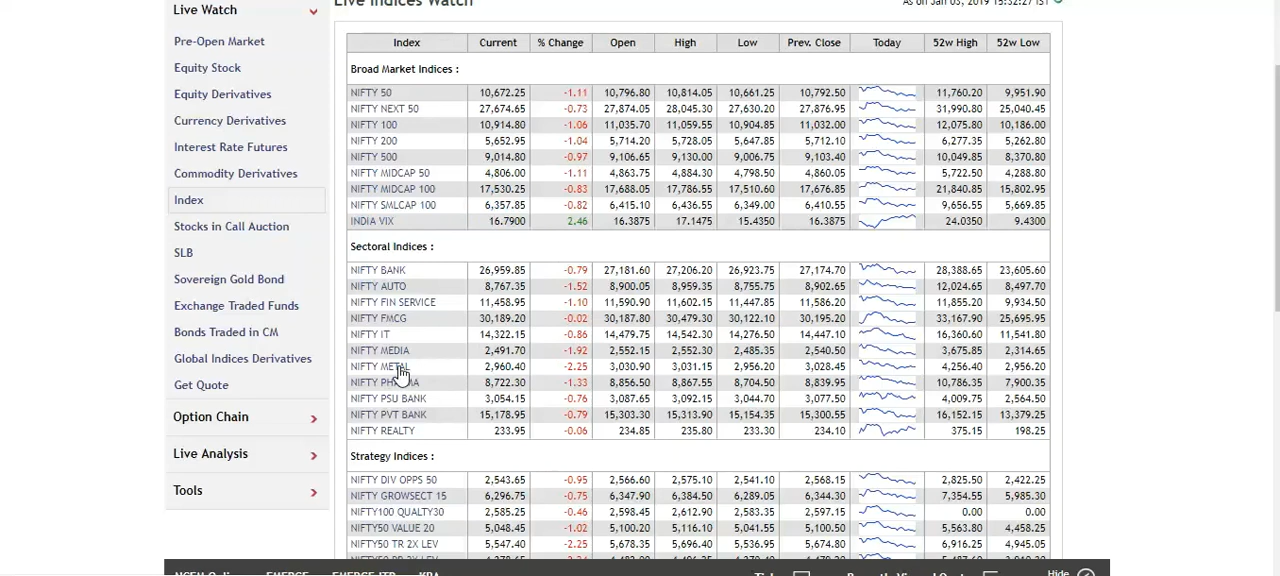 Live Watch
Pre-Open Market
Equity Stock
Equity Derivatives
Currency Derivatives
Interest Rate Futures
Commodity Derivatives
Index
Stocks in Call Auction
SLB
Sovereign Gold Bond
Exchange Traded Funds
Bonds Traded in CM
Global Indices Derivatives
Get Quote
Option Chain
Live Analysis
Tools
Live Indices Watch
As on Jan 03, 2019 15:32:27 IST
Index Current % Change Open High Low Prev. Close Today 52w High 52w Low
Broad Market Indices :
NIFTY 50 10,672.25 -1.11 10,796.80 10,814.05 10,661.25 10,792.50 11,760.20 9,951.90
NIFTY NEXT 50 27,674.65 -0.73 27,874.05 28,045.30 27,630.20 27,876.95 31,990.80 25,040.45
NIFTY 100 10,914.80 -1.06 11,035.70 11,059.55 10,904.85 11,032.00 12,075.80 10,186.00
NIFTY 200 5,652.95 -1.04 5,714.20 5,728.05 5,647.85 5,712.10 6,277.35 5,262.80
NIFTY 500 9,014.80 -0.97 9,106.65 9,130.00 9,006.75 9,103.40 10,049.85 8,370.80
NIFTY MIDCAP 50 4,806.00 -1.11 4,863.75 4,884.30 4,798.50 4,860.05 5,722.50 4,288.80
NIFTY MIDCAP 100 17,530.25 -0.83 17,688.05 17,786.55 17,510.60 17,676.85 21,840.85 15,802.95
NIFTY SMLCAP 100 6,357.85 -0.82 6,415.10 6,436.55 6,349.00 6,410.55 9,656.55 5,669.85
INDIA VIX 16.7900 2.46 16.3875 17.1475 15.4350 16.3875 24.0350 9.4300
Sectoral Indices :
NIFTY BANK 26,959.85 -0.79 27,181.60 27,206.20 26,923.75 27,174.70 28,388.65 23,605.60
NIFTY AUTO 8,767.35 -1.52 8,900.05 8,959.35 8,755.75 8,902.65 12,024.65 8,497.70
NIFTY FIN SERVICE 11,458.95 -1.10 11,590.90 11,602.15 11,447.85 11,586.20 11,855.20 9,934.50
NIFTY FMCG 30,189.20 -0.02 30,187.80 30,479.30 30,122.10 30,195.20 33,167.90 25,695.95
NIFTY IT 14,322.15 -0.86 14,479.75 14,542.30 14,276.50 14,447.10 16,360.60 11,541.80
NIFTY MEDIA 2,491.70 -1.92 2,552.15 2,552.30 2,485.35 2,540.50 3,675.85 2,314.65
NIFTY METAL 2,960.40 -2.25 3,030.90 3,031.15 2,956.20 3,028.45 4,256.40 2,956.20
NIFTY PHARMA 8,722.30 -1.33 8,856.50 8,867.55 8,704.50 8,839.95 10,786.35 7,900.35
NIFTY PSU BANK 3,054.15 -0.76 3,087.65 3,092.15 3,044.70 3,077.50 4,009.75 2,564.50
NIFTY PVT BANK 15,178.95 -0.79 15,303.30 15,313.90 15,154.35 15,300.55 16,152.15 13,379.25
NIFTY REALTY 233.95 -0.06 234.85 235.80 233.30 234.10 375.15 198.25
Strategy Indices :
NIFTY DIV OPPS 50 2,543.65 -0.95 2,566.60 2,575.10 2,541.10 2,568.15 2,825.50 2,422.25
NIFTY GROWSECT 15 6,296.75 -0.75 6,347.90 6,384.50 6,289.05 6,344.30 7,354.55 5,985.30
NIFTY100 QUALTY30 2,585.25 -0.46 2,598.45 2,612.90 2,583.35 2,597.15 0.00 0.00
NIFTY50 VALUE 20 5,048.45 -1.02 5,100.20 5,116.10 5,041.55 5,100.50 5,563.80 4,458.25
NIFTY50 TR 2X LEV 5,547.40 -2.25 5,678.35 5,696.40 5,536.95 5,674.80 6,916.25 4,945.05
Hide